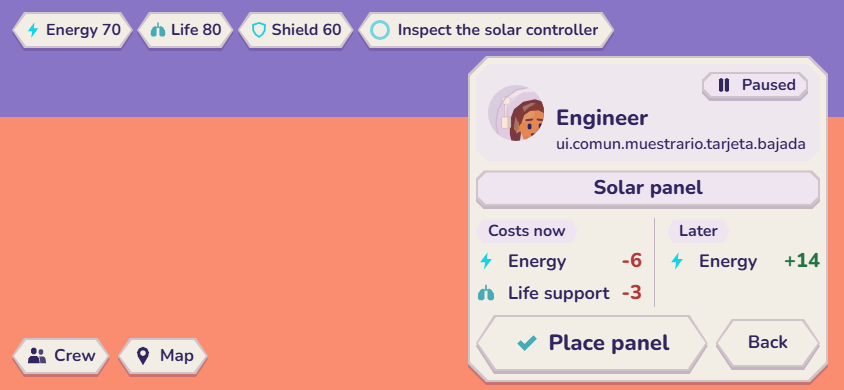 Energy 70
Life 80
Shield 60
Inspect the solar controller
Paused
Engineer
ui.comun.muestrario.tarjeta.bajada
Solar panel
Costs now
Energy -6
Life support -3
Later
Energy +14
Place panel
Back
Crew
Map